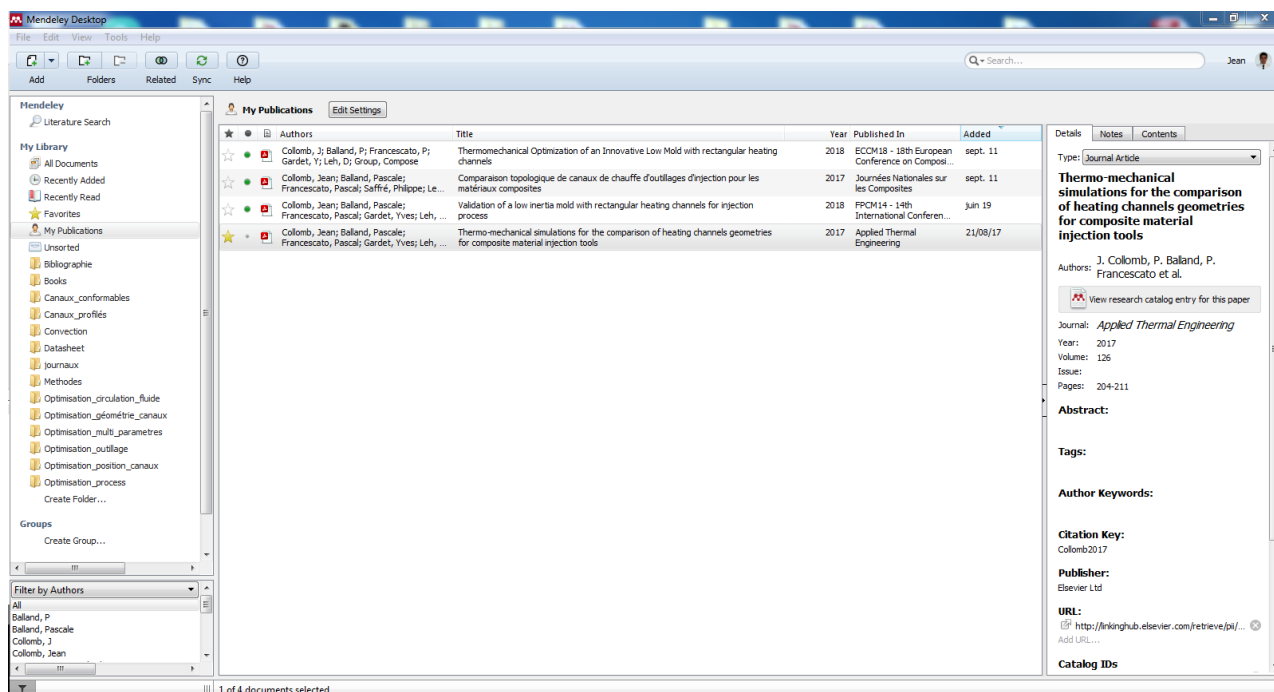 Mendeley Desktop
File Edit View Tools Help
Add Folders Related Sync Help
Search...
Jean
Mendeley
Literature Search
My Library
All Documents
Recently Added
Recently Read
Favorites
My Publications
Unsorted
Bibliographie
Books
Canaux_conformables
Canaux_profilés
Convection
Datasheet
journaux
Methodes
Optimisation_circulation_fluide
Optimisation_géométrie_canaux
Optimisation_multi_parametres
Optimisation_outillage
Optimisation_position_canaux
Optimisation_process
Create Folder...
Groups
Create Group...
Filter by Authors
All
Balland, P
Balland, Pascale
Collomb, J
Collomb, Jean
My Publications Edit Settings
Authors Title Year Published In Added
Collomb, J; Balland, P; Francescato, P; Thermomechanical Optimization of an Innovative Low Mold with rectangular heating 2018 ECCM18 - 18th European sept. 11
Gardet, Y; Leh, D; Group, Compose channels Conference on Composi...
Collomb, Jean; Balland, Pascale; Comparaison topologique de canaux de chauffe d'outillages d'injection pour les 2017 Journées Nationales sur sept. 11
Francescato, Pascal; Saffré, Philippe; Le... matériaux composites les Composites
Collomb, Jean; Balland, Pascale; Validation of a low inertia mold with rectangular heating channels for injection 2018 FPCM14 - 14th juin 19
Francescato, Pascal; Gardet, Yves; Leh, ... process International Conferen...
Collomb, Jean; Balland, Pascale; Thermo-mechanical simulations for the comparison of heating channels geometries 2017 Applied Thermal 21/08/17
Francescato, Pascal; Gardet, Yves; Leh, ... for composite material injection tools Engineering
1 of 4 documents selected
Details Notes Contents
Type: Journal Article
Thermo-mechanical
simulations for the comparison
of heating channels geometries
for composite material
injection tools
Authors: J. Collomb, P. Balland, P.
Francescato et al.
View research catalog entry for this paper
Journal: Applied Thermal Engineering
Year: 2017
Volume: 126
Issue:
Pages: 204-211
Abstract:
Tags:
Author Keywords:
Citation Key:
Collomb2017
Publisher:
Elsevier Ltd
URL:
http://linkinghub.elsevier.com/retrieve/pii/...
Add URL...
Catalog IDs